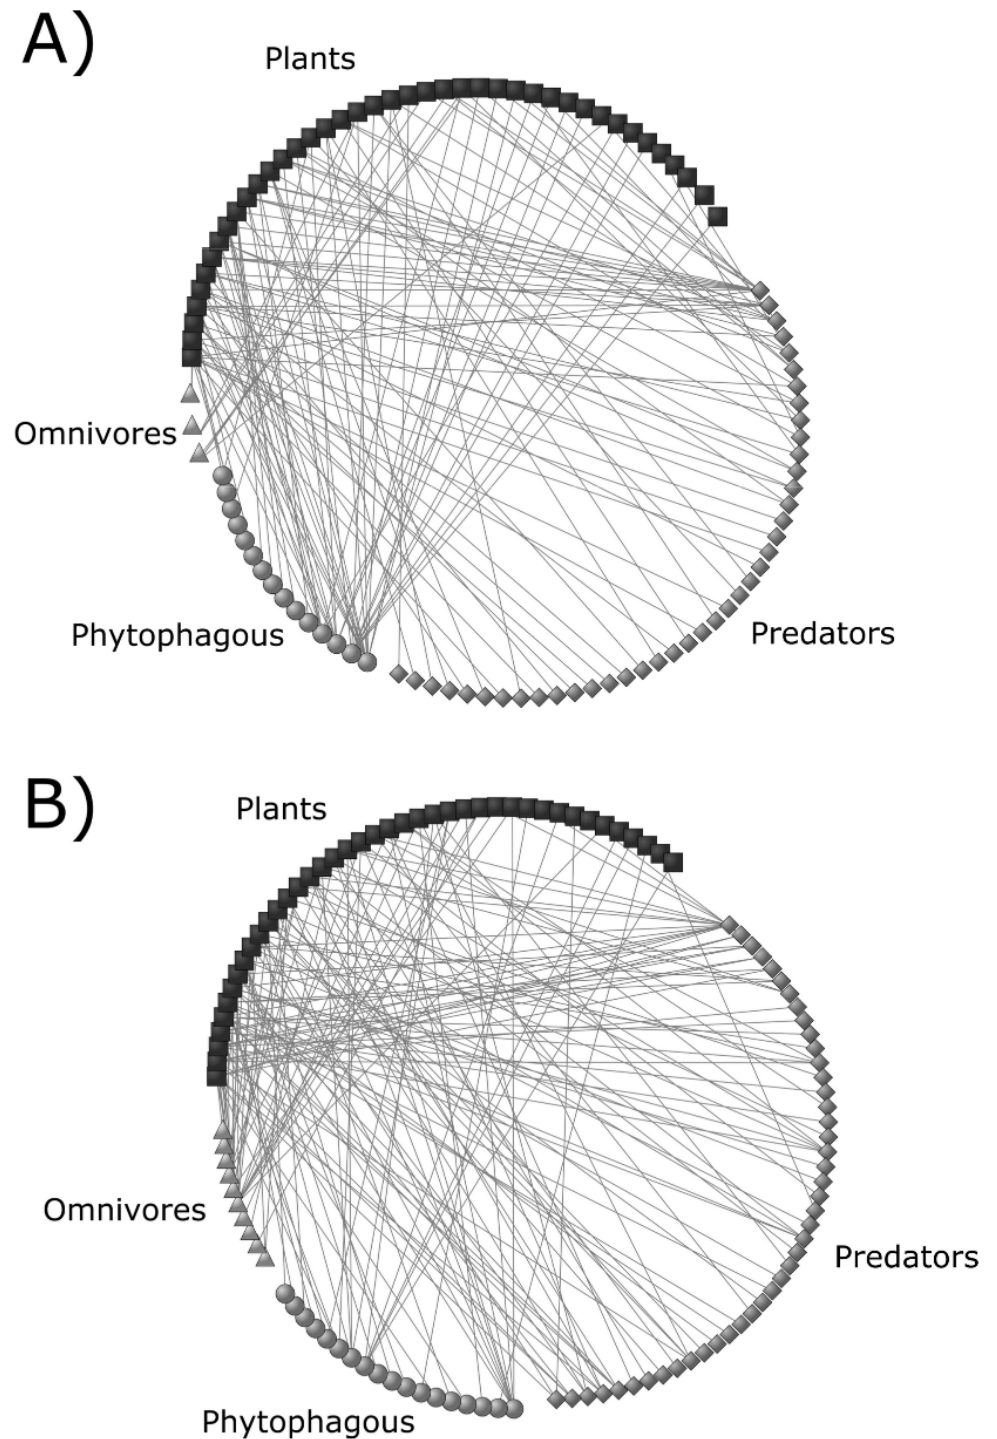 A)
Plants
Omnivores
Phytophagous
Predators
B)
Plants
Omnivores
Predators
Phytophagous